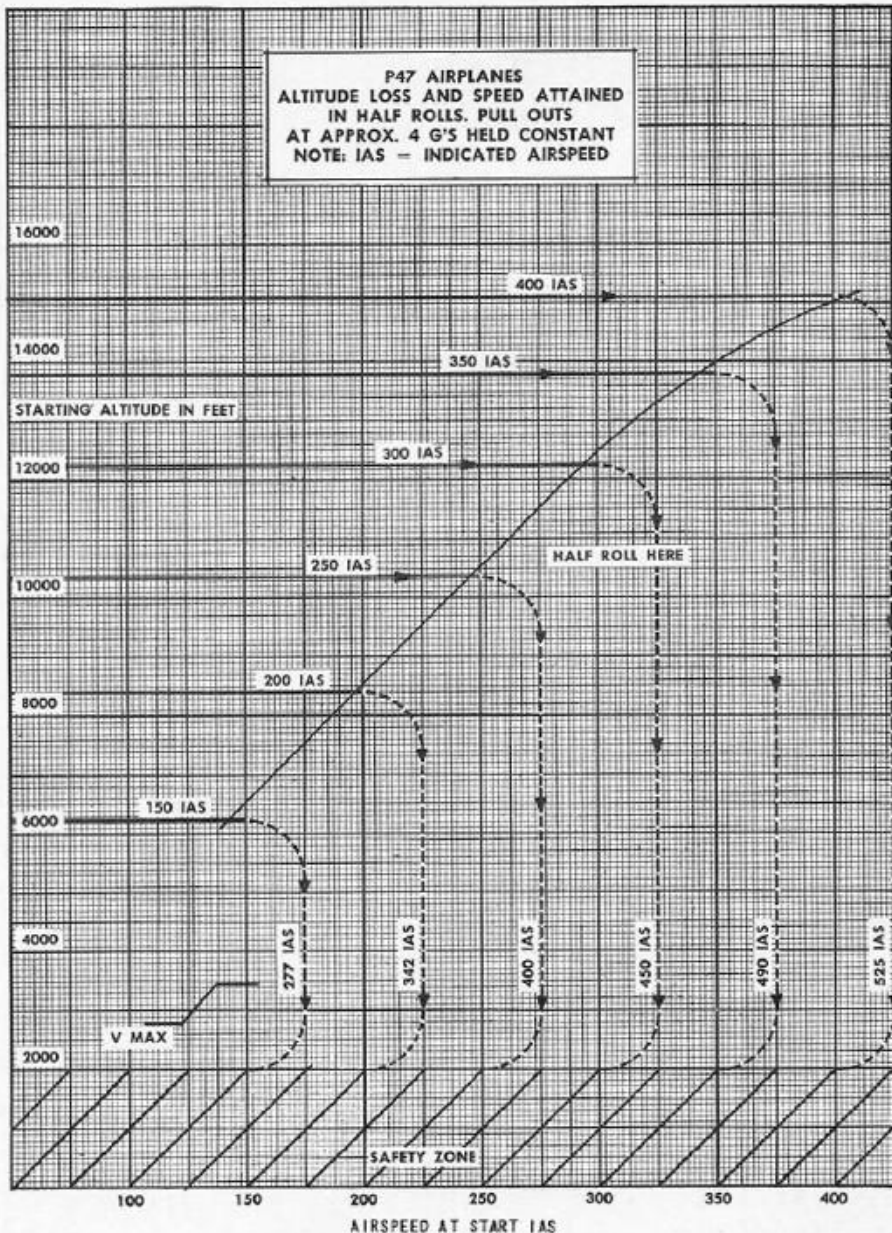 P47 AIRPLANES
ALTITUDE LOSS AND SPEED ATTAINED
IN HALF ROLLS. PULL OUTS
AT APPROX. 4 G'S HELD CONSTANT
NOTE: IAS = INDICATED AIRSPEED
16000
400 IAS
14000
350 IAS
STARTING ALTITUDE IN FEET
300 IAS
12000
HALF ROLL HERE
250 IAS
10000
200 IAS
8000
150 IAS
6000
4000
277 IAS
342 IAS
400 IAS
450 IAS
490 IAS
525 IAS
V MAX
2000
SAFETY ZONE
100 150 200 250 300 350 400
AIRSPEED AT START IAS